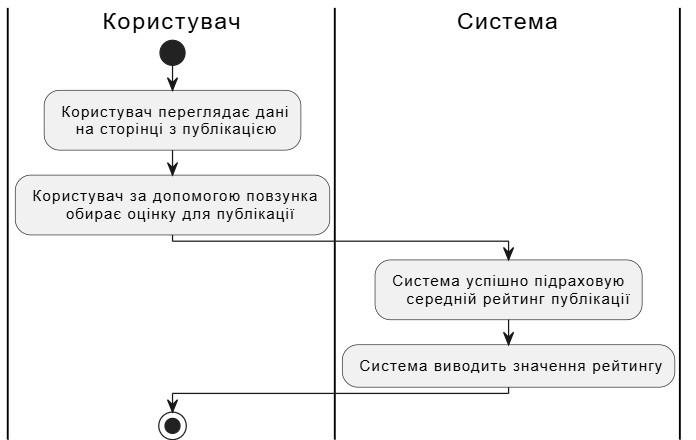 Користувач
Система
Користувач переглядає дані
на сторінці з публікацією
Користувач за допомогою повзунка
обирає оцінку для публікації
Система успішно підраховую
середній рейтинг публікації
Система виводить значення рейтингу